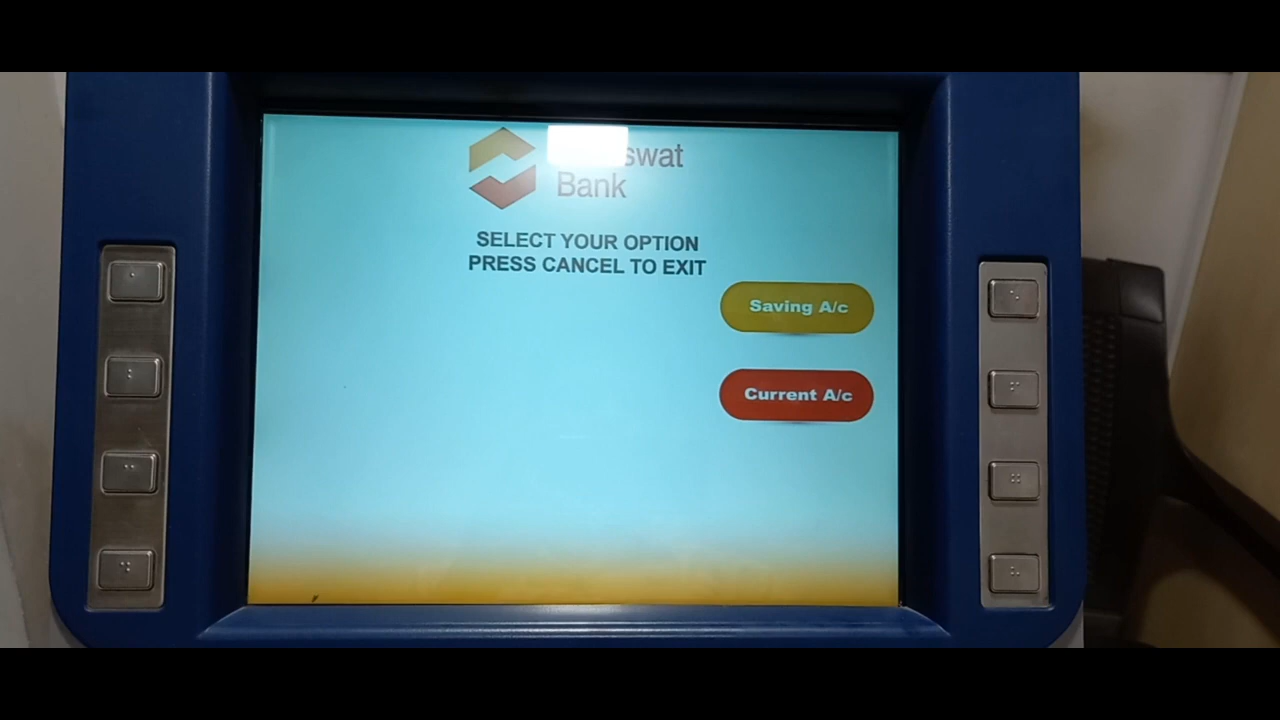 swat
Bank
SELECT YOUR OPTION
PRESS CANCEL TO EXIT
Saving A/c
Current A/c